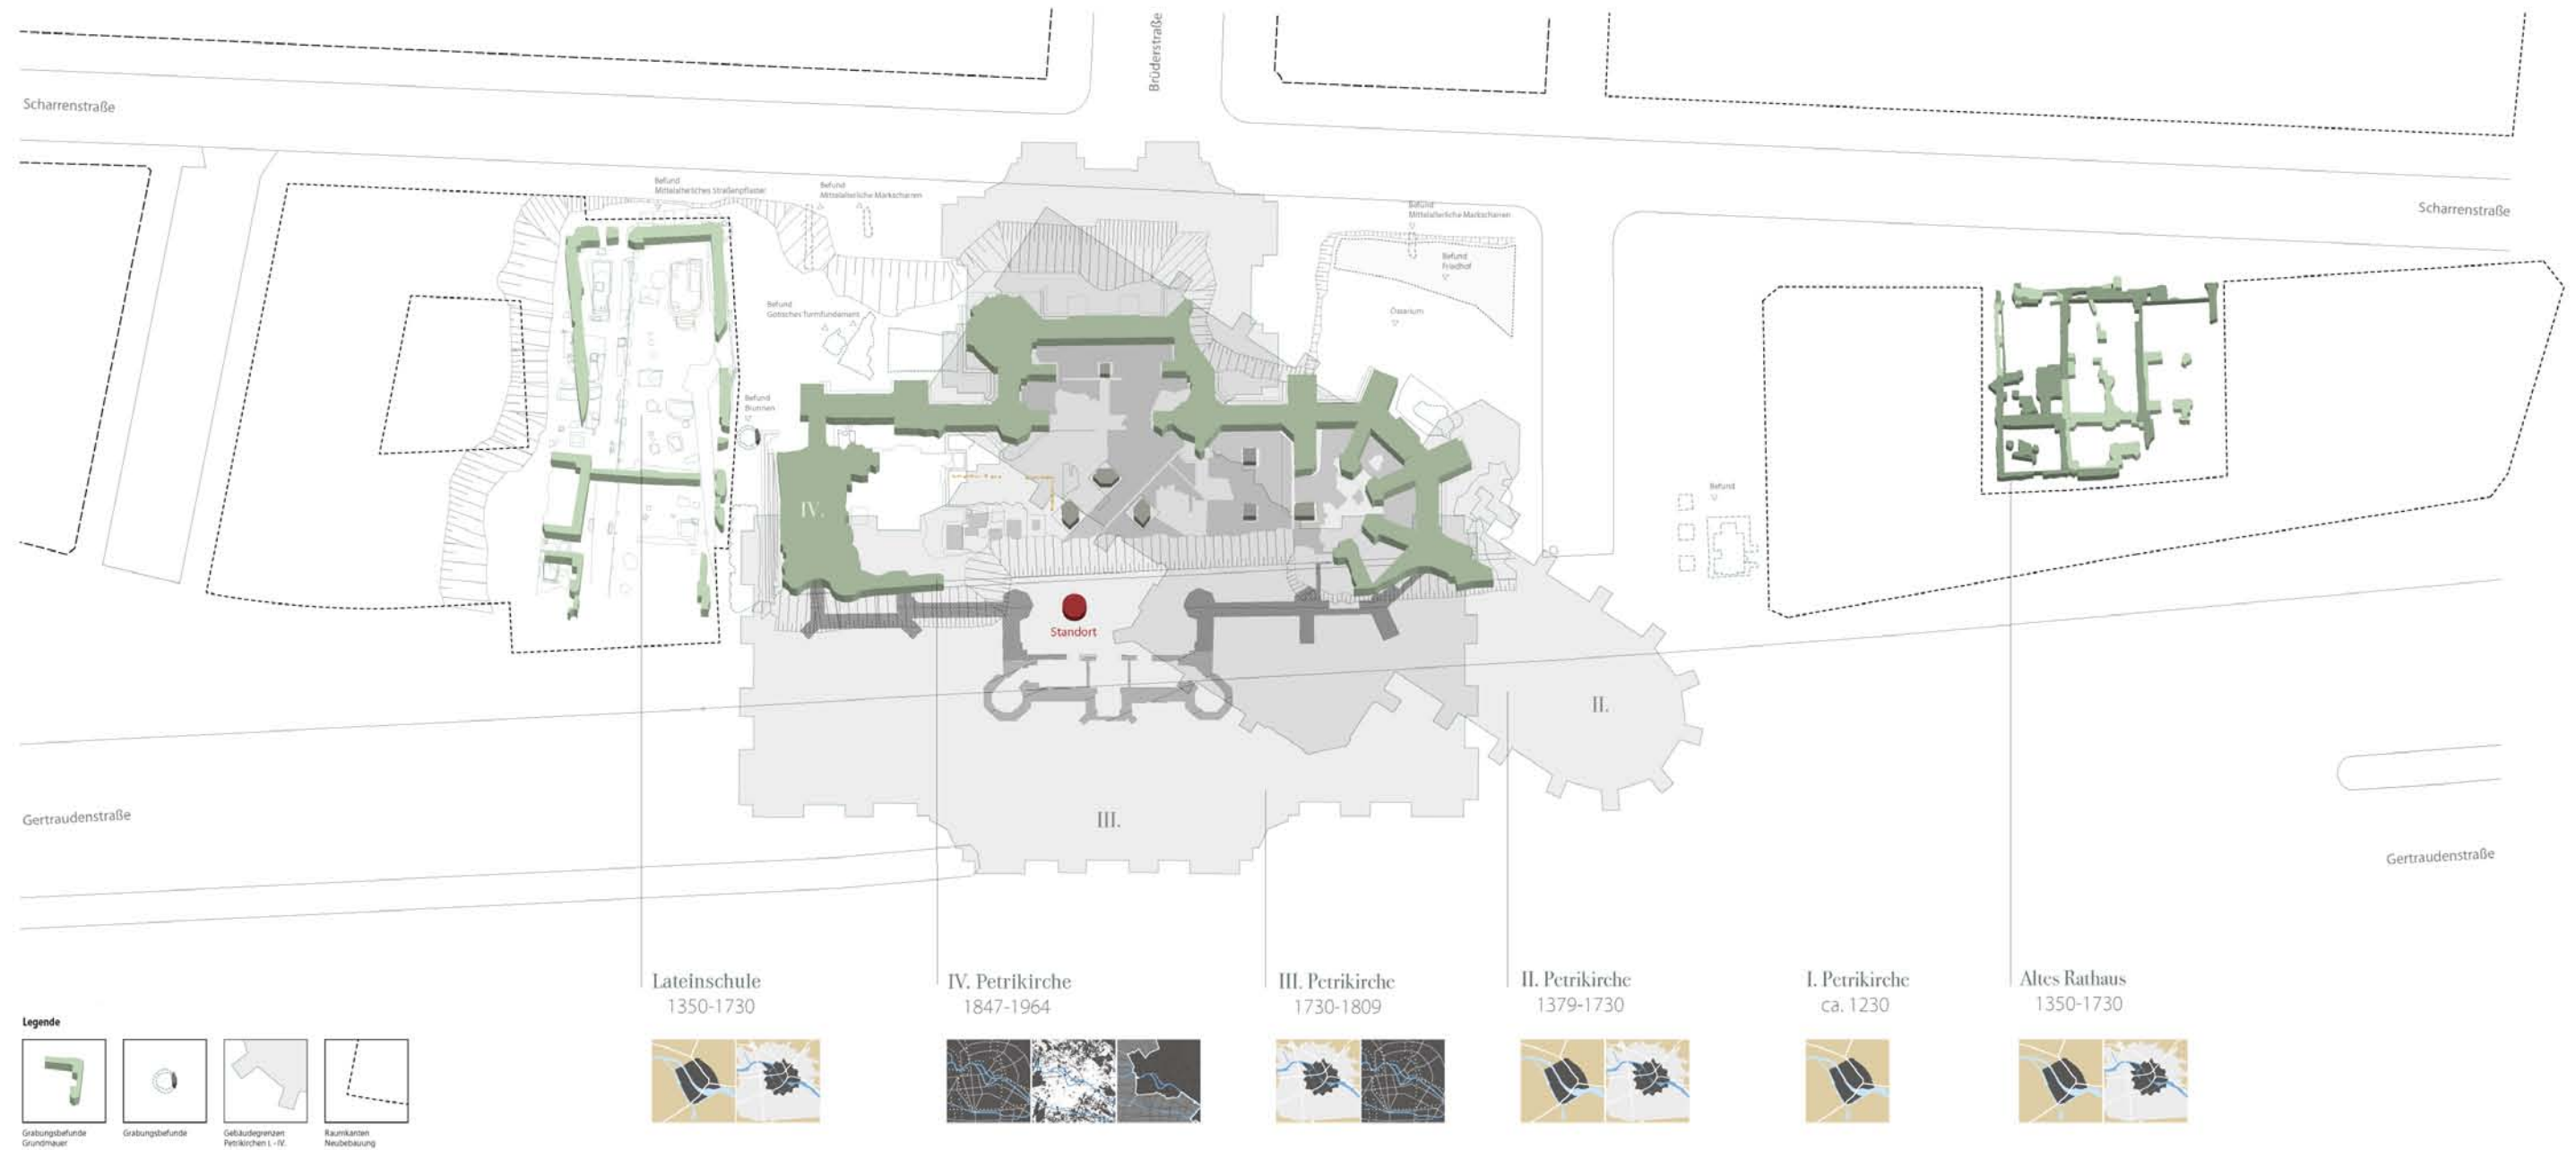 Brüderstraße
Scharrenstraße
Befund
Mittelalterliches Straßenpflaster
Befund
Mittelalterliche Markscharren
Befund
Mittelalterliche Markscharren
Scharrenstraße
Befund
Friedhof
Befund
Gotisches Turmfundament
Ossarium
Befund
Brunnen
Befund
IV.
Standort
II.
III.
Gertraudenstraße
Gertraudenstraße
Lateinschule
1350-1730
IV. Petrikirche
1847-1964
III. Petrikirche
1730-1809
II. Petrikirche
1379-1730
I. Petrikirche
ca. 1230
Altes Rathaus
1350-1730
Legende
Grabungsbefunde
Grundmauer
Grabungsbefunde
Gebäudegrenzen
Petrikirchen I. - IV.
Raumkanten
Neubebauung